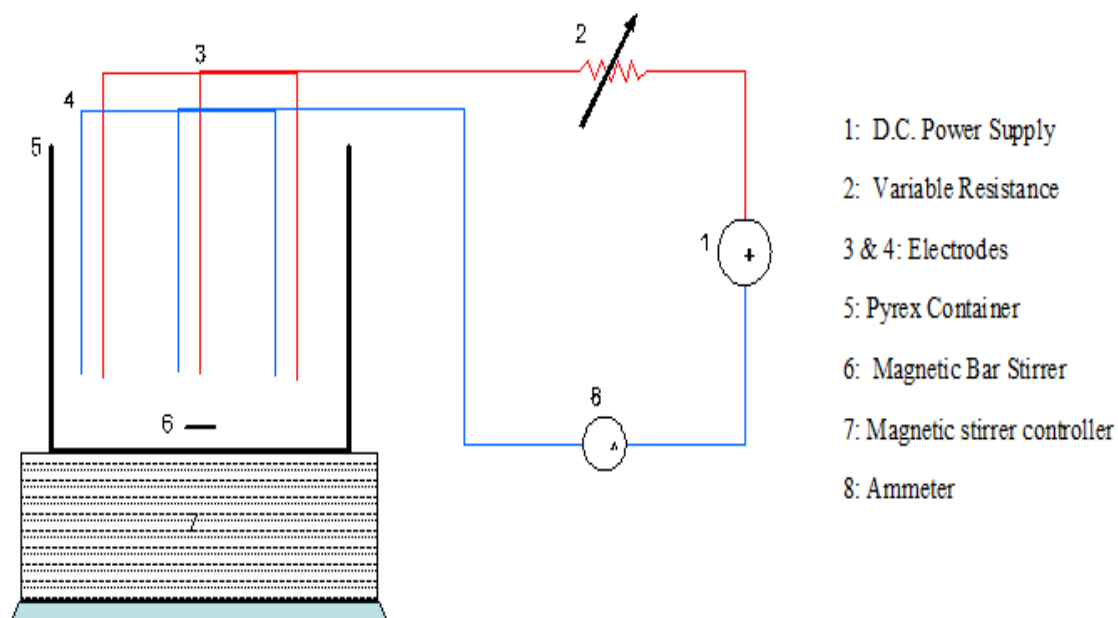 2
3
4
5
1
+
8
6
7
1: D.C. Power Supply
2: Variable Resistance
3 & 4: Electrodes
5: Pyrex Container
6: Magnetic Bar Stirrer
7: Magnetic stirrer controller
8: Ammeter